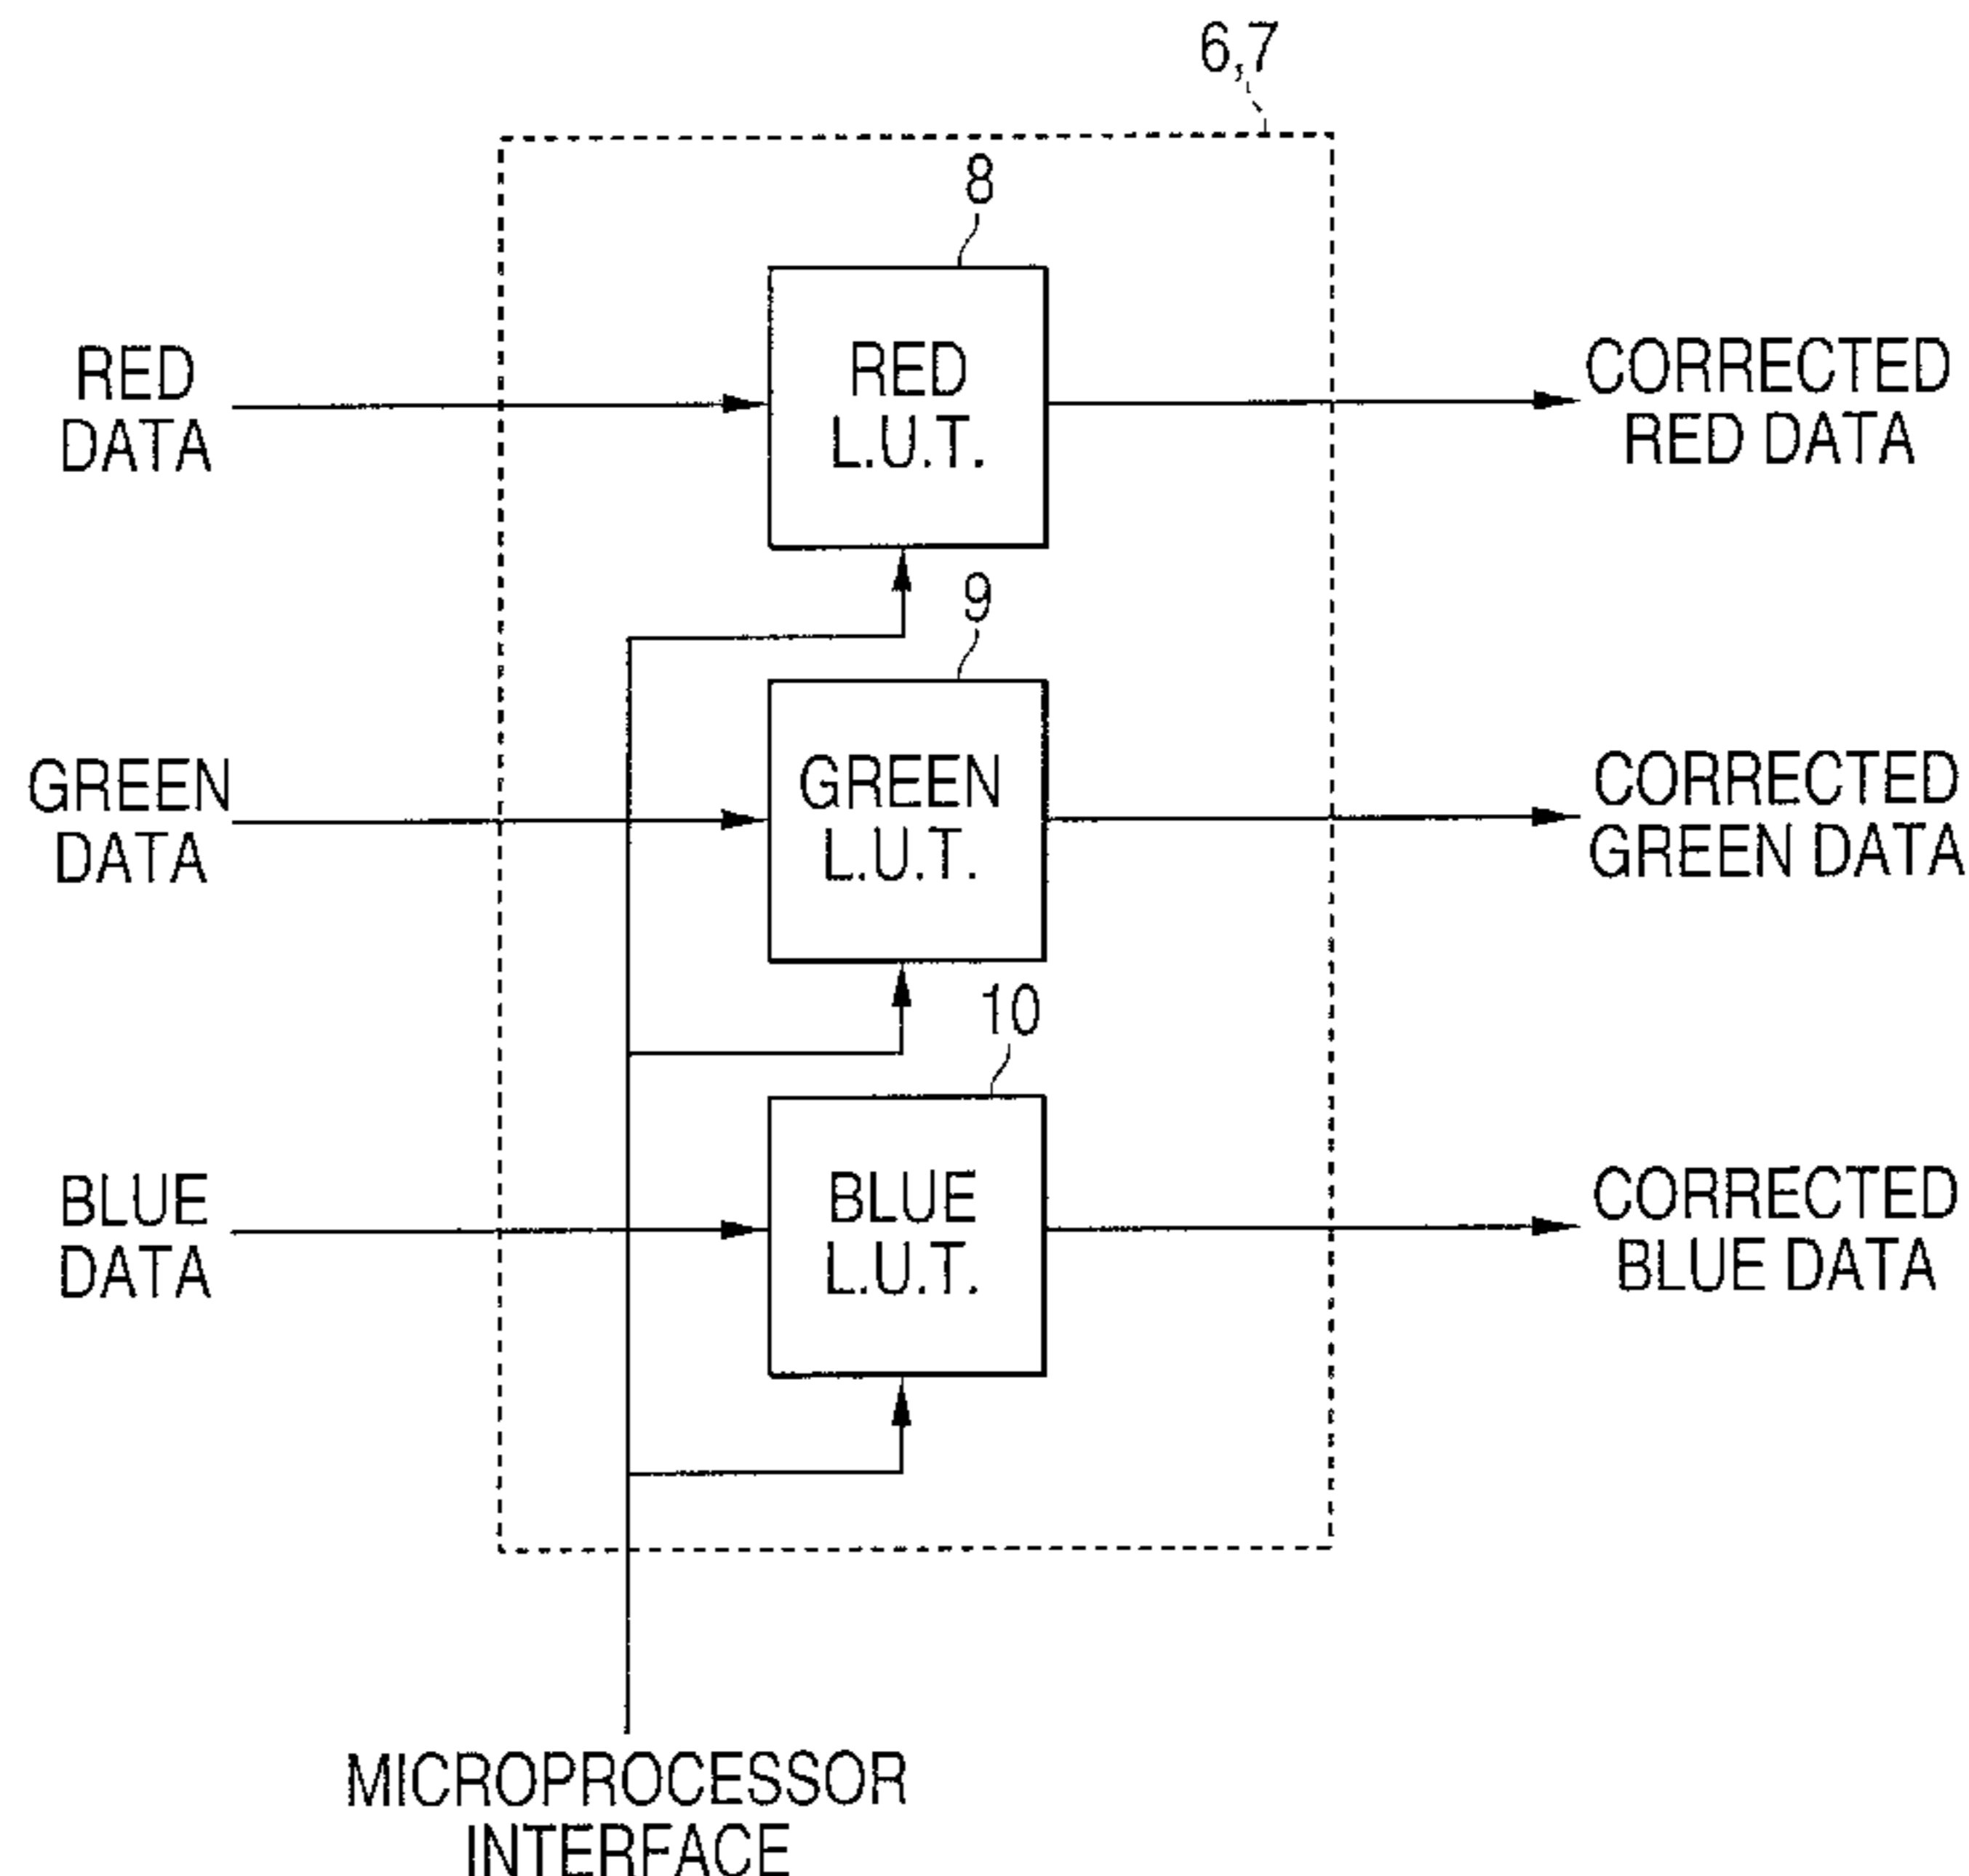 6,7
8
RED
DATA
RED
L.U.T.
CORRECTED
RED DATA
9
GREEN
DATA
GREEN
L.U.T.
CORRECTED
GREEN DATA
10
BLUE
DATA
BLUE
L.U.T.
CORRECTED
BLUE DATA
MICROPROCESSOR
INTERFACE